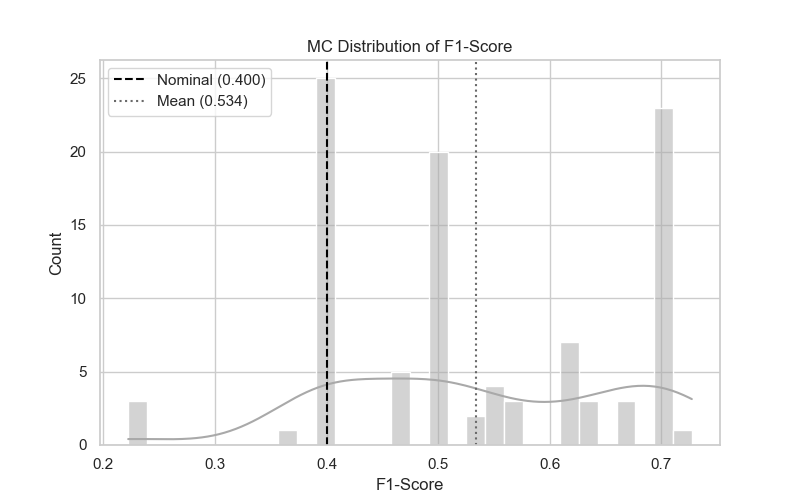 MC Distribution of F1-Score
Nominal (0.400)
Mean (0.534)
Count
25
20
15
10
5
0
0.2 0.3 0.4 0.5 0.6 0.7
F1-Score